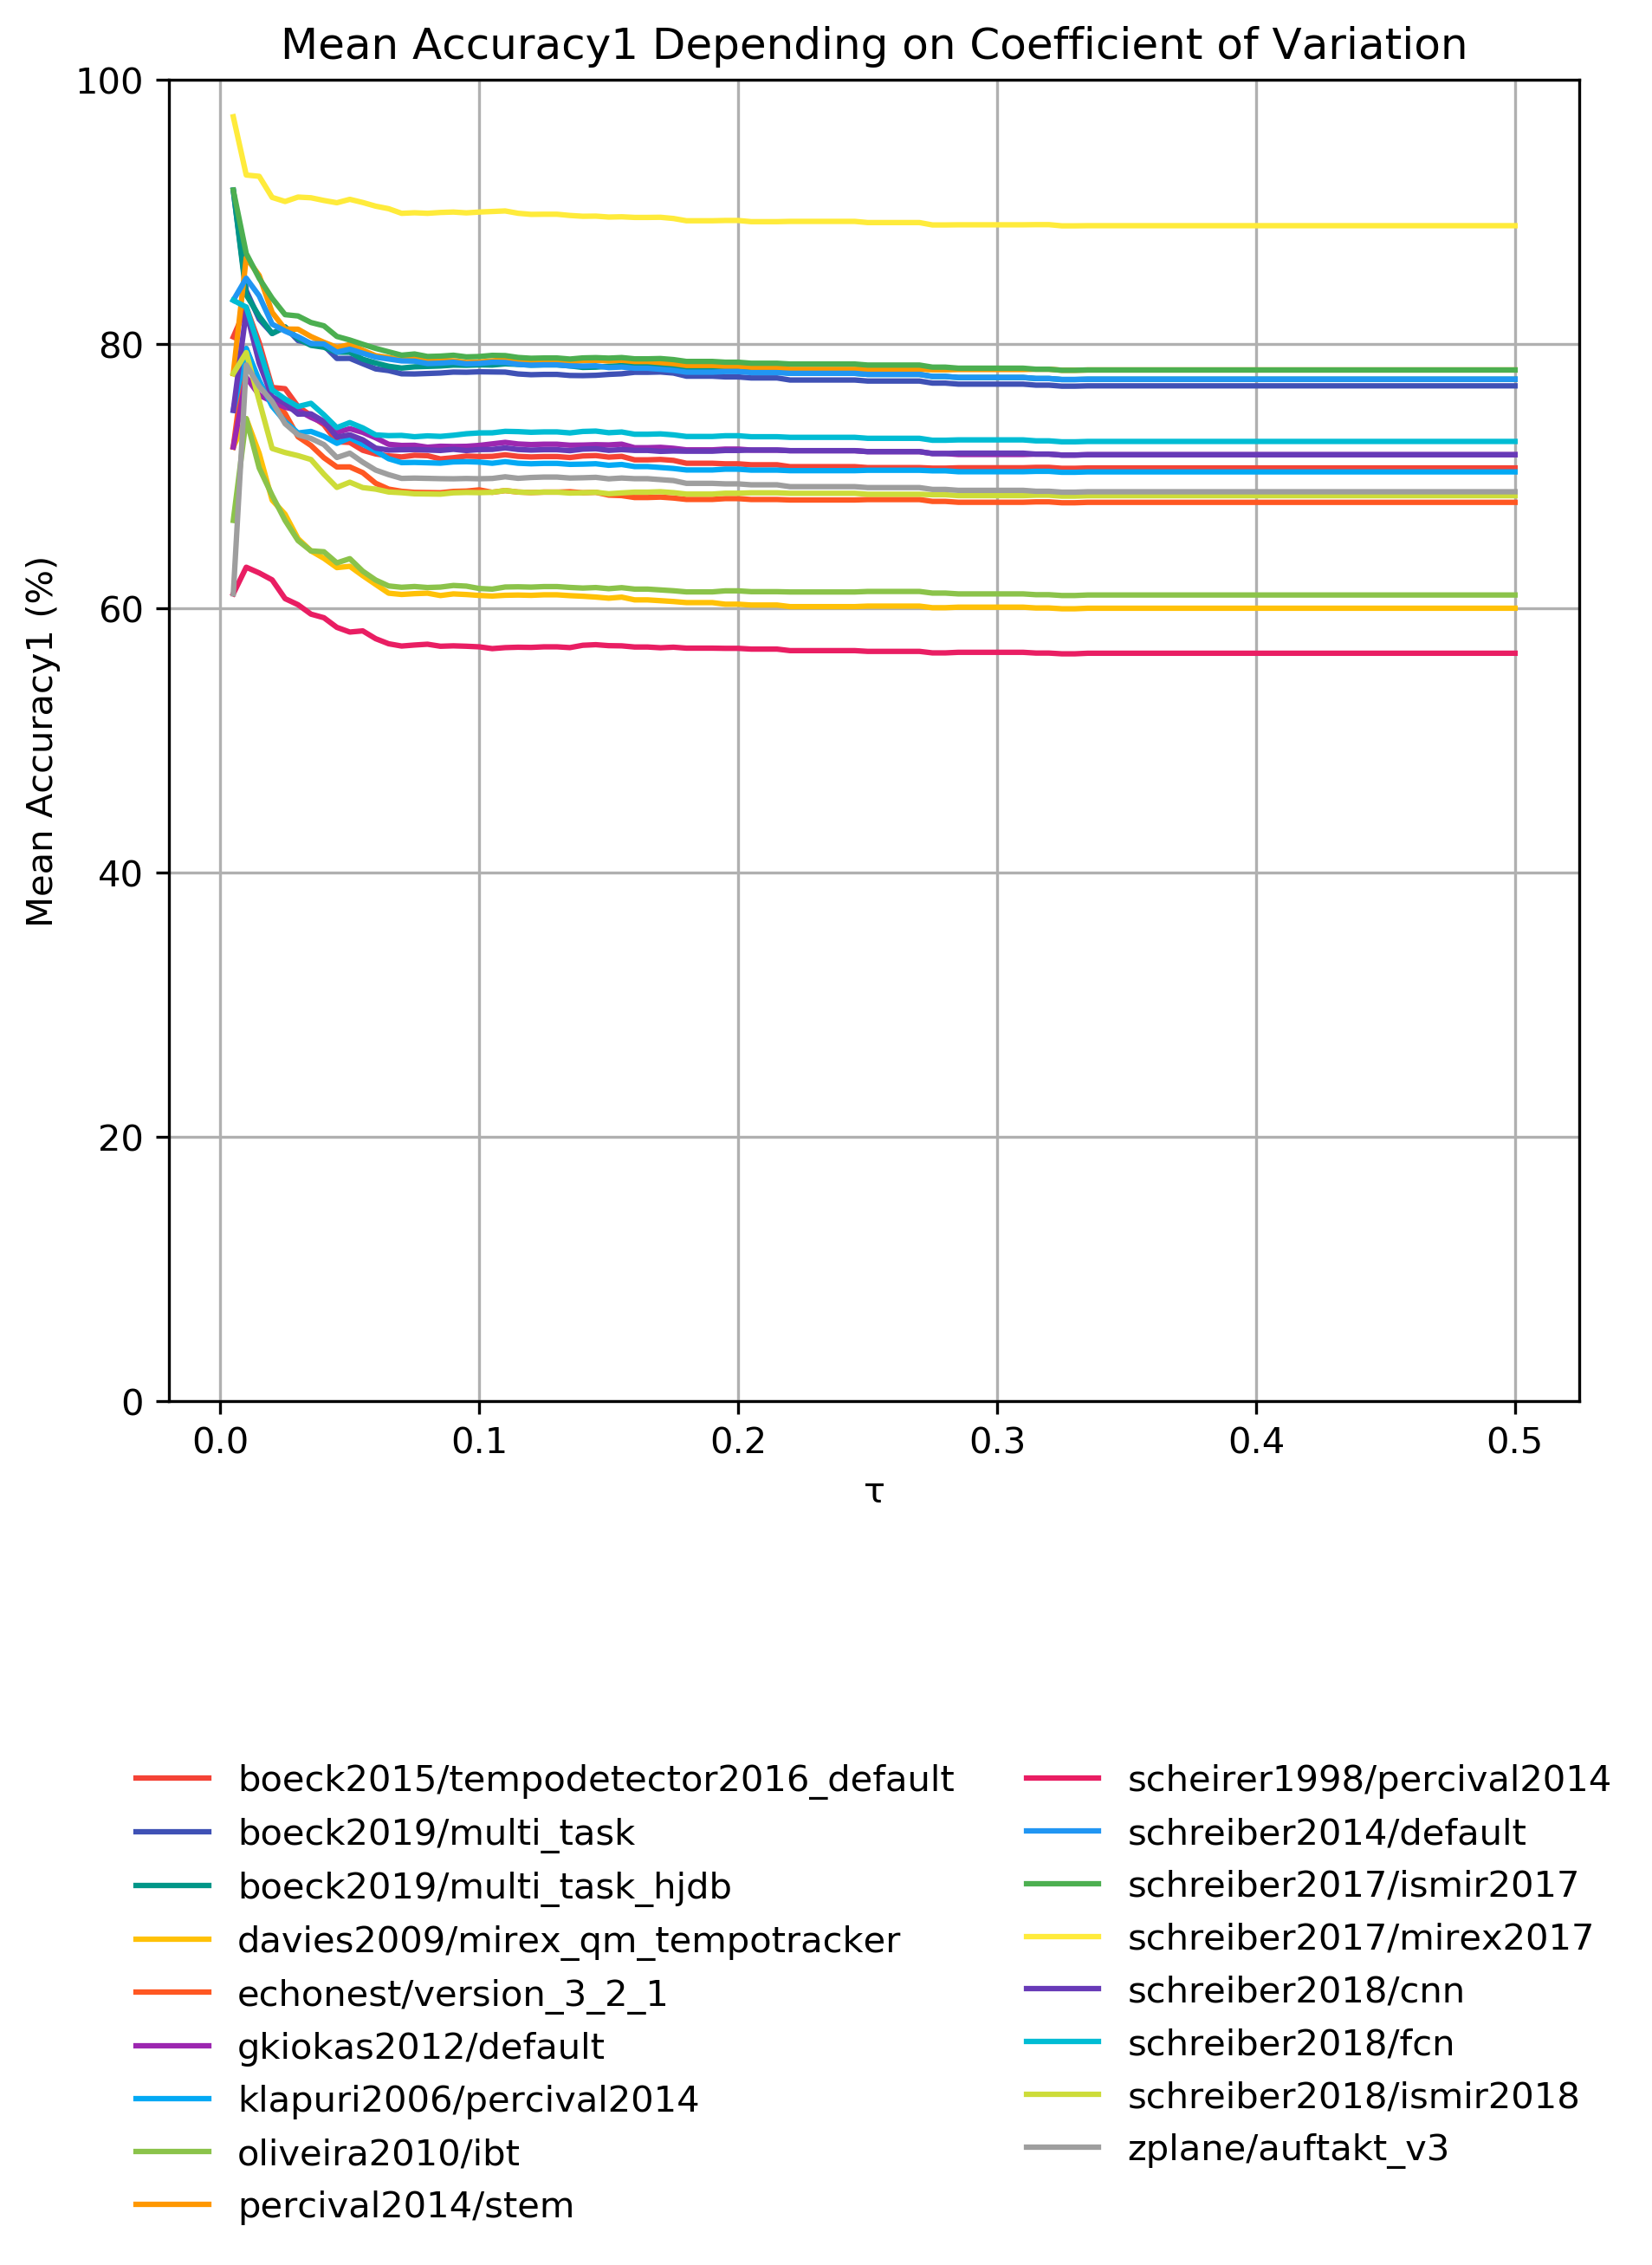 Mean Accuracy1 Depending on Coefficient of Variation
Mean Accuracy1 (%)
100
80
60
40
20
0
0.0 0.1 0.2 0.3 0.4 0.5
τ
boeck2015/tempodetector2016_default
boeck2019/multi_task
boeck2019/multi_task_hjdb
davies2009/mirex_qm_tempotracker
echonest/version_3_2_1
gkiokas2012/default
klapuri2006/percival2014
oliveira2010/ibt
percival2014/stem
scheirer1998/percival2014
schreiber2014/default
schreiber2017/ismir2017
schreiber2017/mirex2017
schreiber2018/cnn
schreiber2018/fcn
schreiber2018/ismir2018
zplane/auftakt_v3